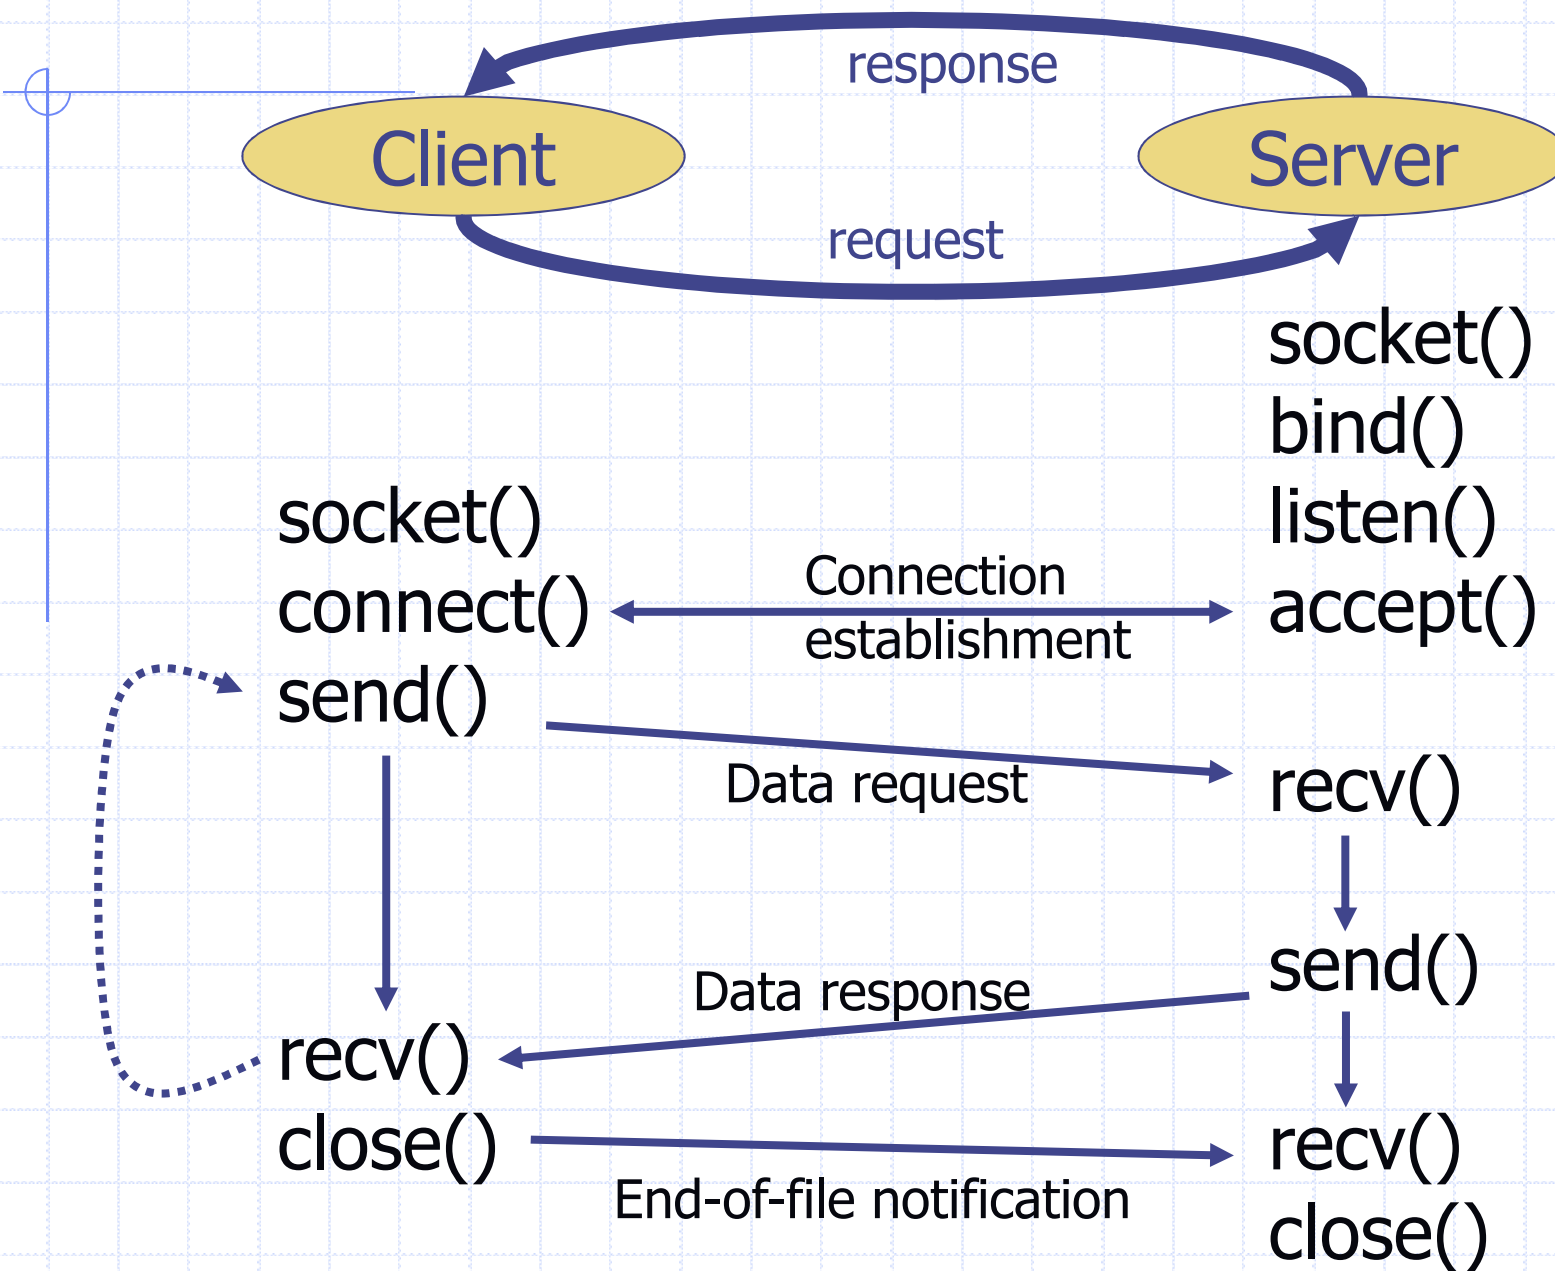 response
Client
Server
request
socket()
bind()
listen()
accept()
socket()
connect()
send()
Connection
establishment
Data request
recv()
send()
Data response
recv()
close()
recv()
close()
End-of-file notification